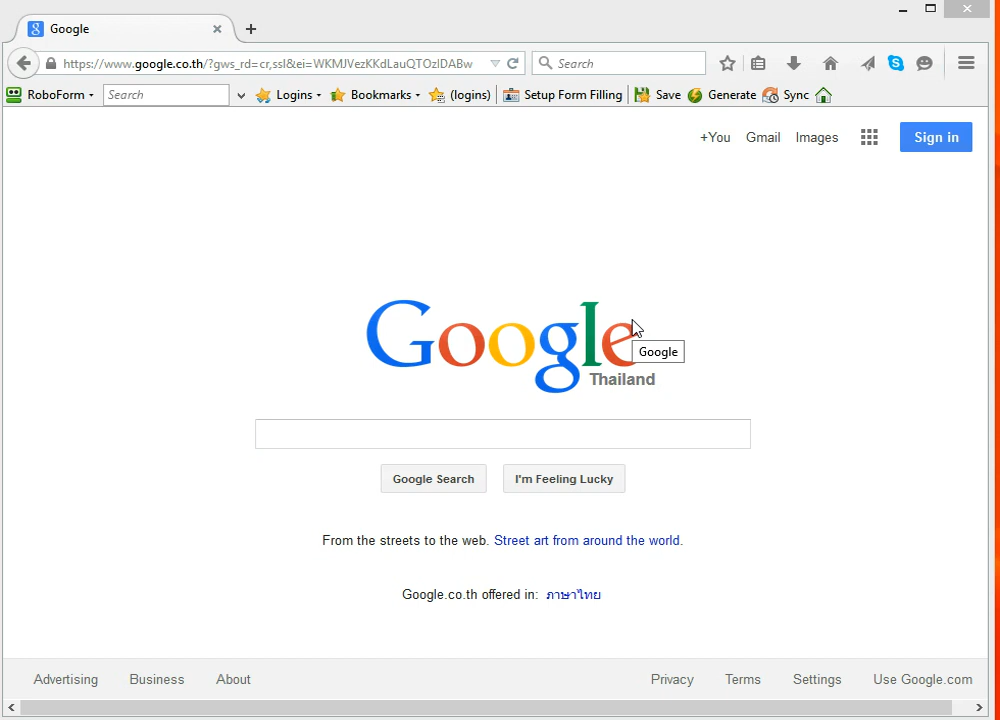 Google
https://www.google.co.th/?gws_rd=cr,ssl&ei=WKMJVezKKdLauQTOzIDABw
Search
RoboForm
Search
Logins
Bookmarks
(logins)
Setup Form Filling
Save
Generate
Sync
+You
Gmail
Images
Sign in
Google
Google
Thailand
Google Search
I'm Feeling Lucky
From the streets to the web. Street art from around the world.
Google.co.th offered in: ภาษาไทย
Advertising
Business
About
Privacy
Terms
Settings
Use Google.com